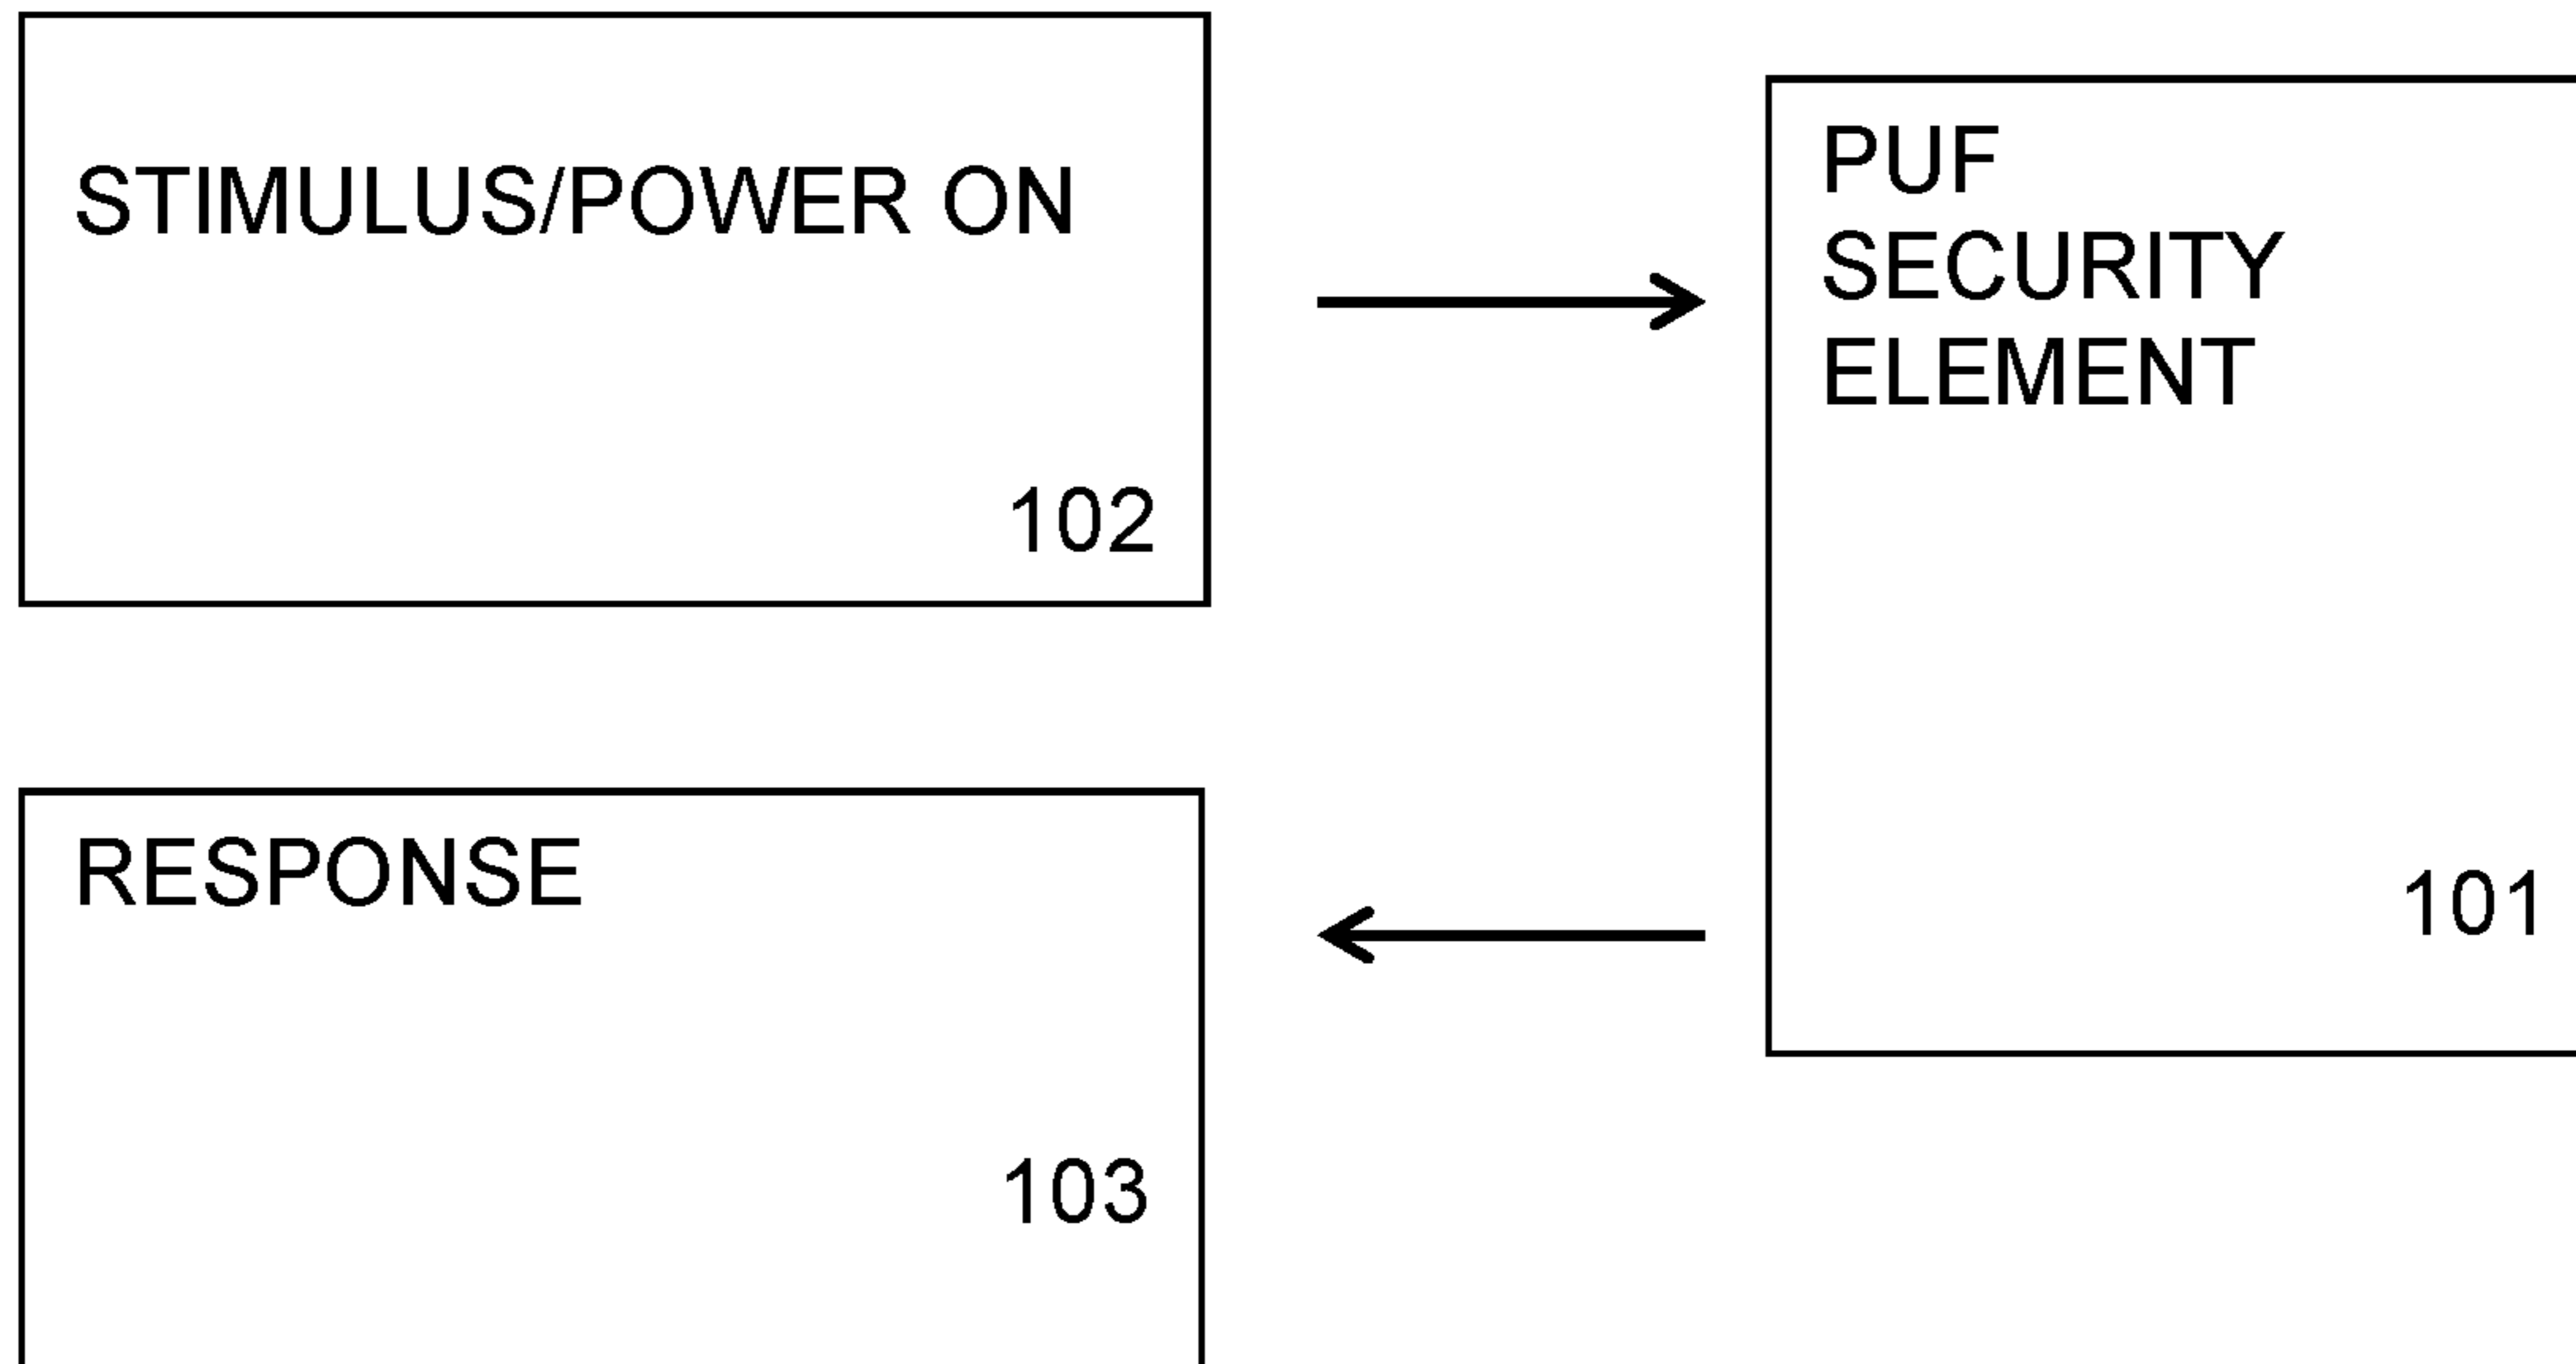 STIMULUS/POWER ON
102
PUF
SECURITY
ELEMENT
101
RESPONSE
103